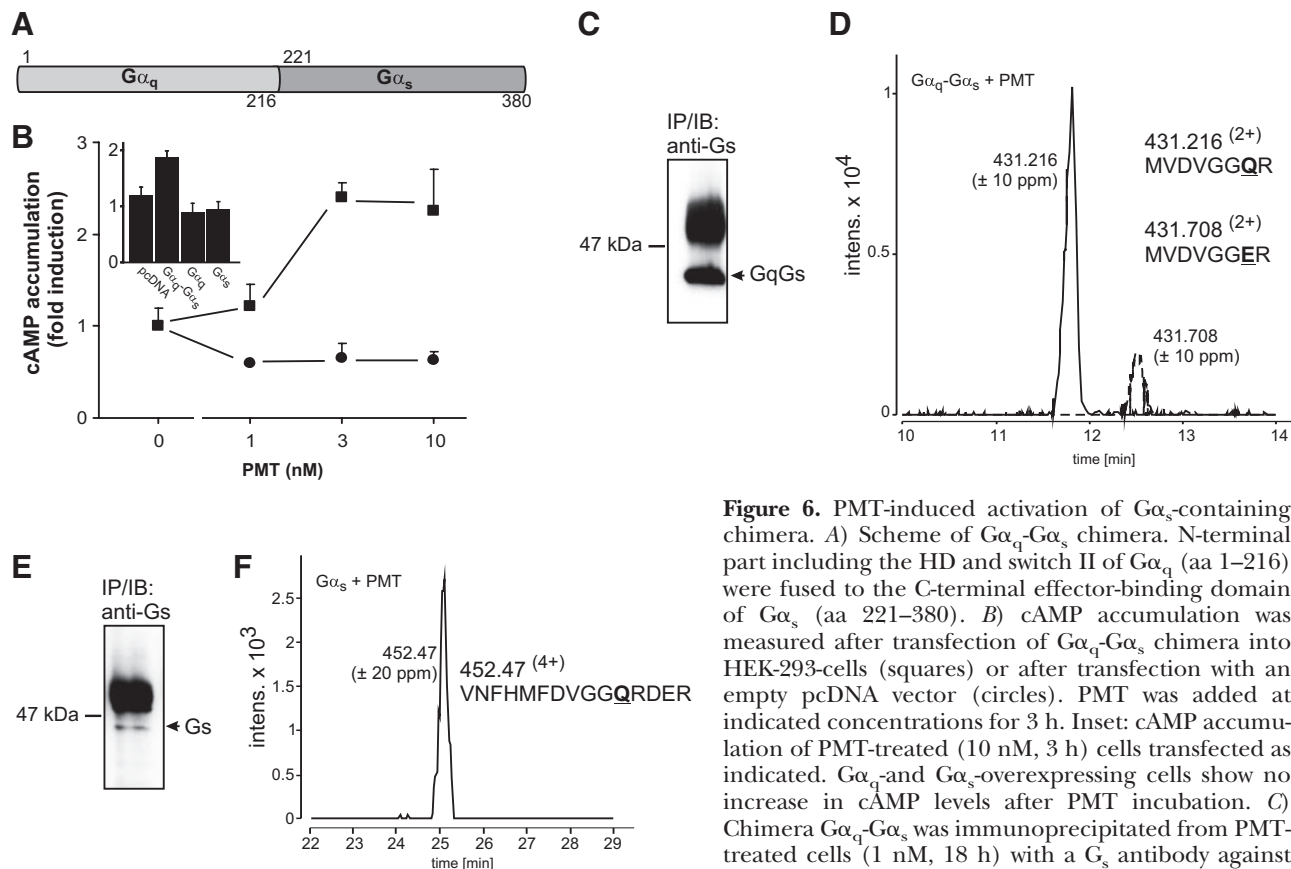 A
1
221
Gαq
Gαs
216
380
B
cAMP accumulation
(fold induction)
3
2
1
0
2
1
0
pcDNA
Gαq-Gαs
Gαq
Gαs
0
1
3
10
PMT (nM)
C
IP/IB:
anti-Gs
47 kDa
GqGs
D
Gαq-Gαs + PMT
intens. x 10^4
1
0.5
0
431.216
(± 10 ppm)
431.216 (2+)
MVDVGGQR
431.708 (2+)
MVDVGGER
431.708
(± 10 ppm)
10
11
12
13
14
time [min]
E
IP/IB:
anti-Gs
47 kDa
Gs
F
Gαs + PMT
intens. x 10^3
2.5
2
1.5
1
0.5
0
452.47
(± 20 ppm)
452.47 (4+)
VNFHMFDVGGQRDER
22
23
24
25
26
27
28
29
time [min]
Figure 6. PMT-induced activation of Gαs-containing
chimera. A) Scheme of Gαq-Gαs chimera. N-terminal
part including the HD and switch II of Gαq (aa 1–216)
were fused to the C-terminal effector-binding domain
of Gαs (aa 221–380). B) cAMP accumulation was
measured after transfection of Gαq-Gαs chimera into
HEK-293-cells (squares) or after transfection with an
empty pcDNA vector (circles). PMT was added at
indicated concentrations for 3 h. Inset: cAMP accumu-
lation of PMT-treated (10 nM, 3 h) cells transfected as
indicated. Gαq-and Gαs-overexpressing cells show no
increase in cAMP levels after PMT incubation. C)
Chimera Gαq-Gαs was immunoprecipitated from PMT-
treated cells (1 nM, 18 h) with a Gs antibody against